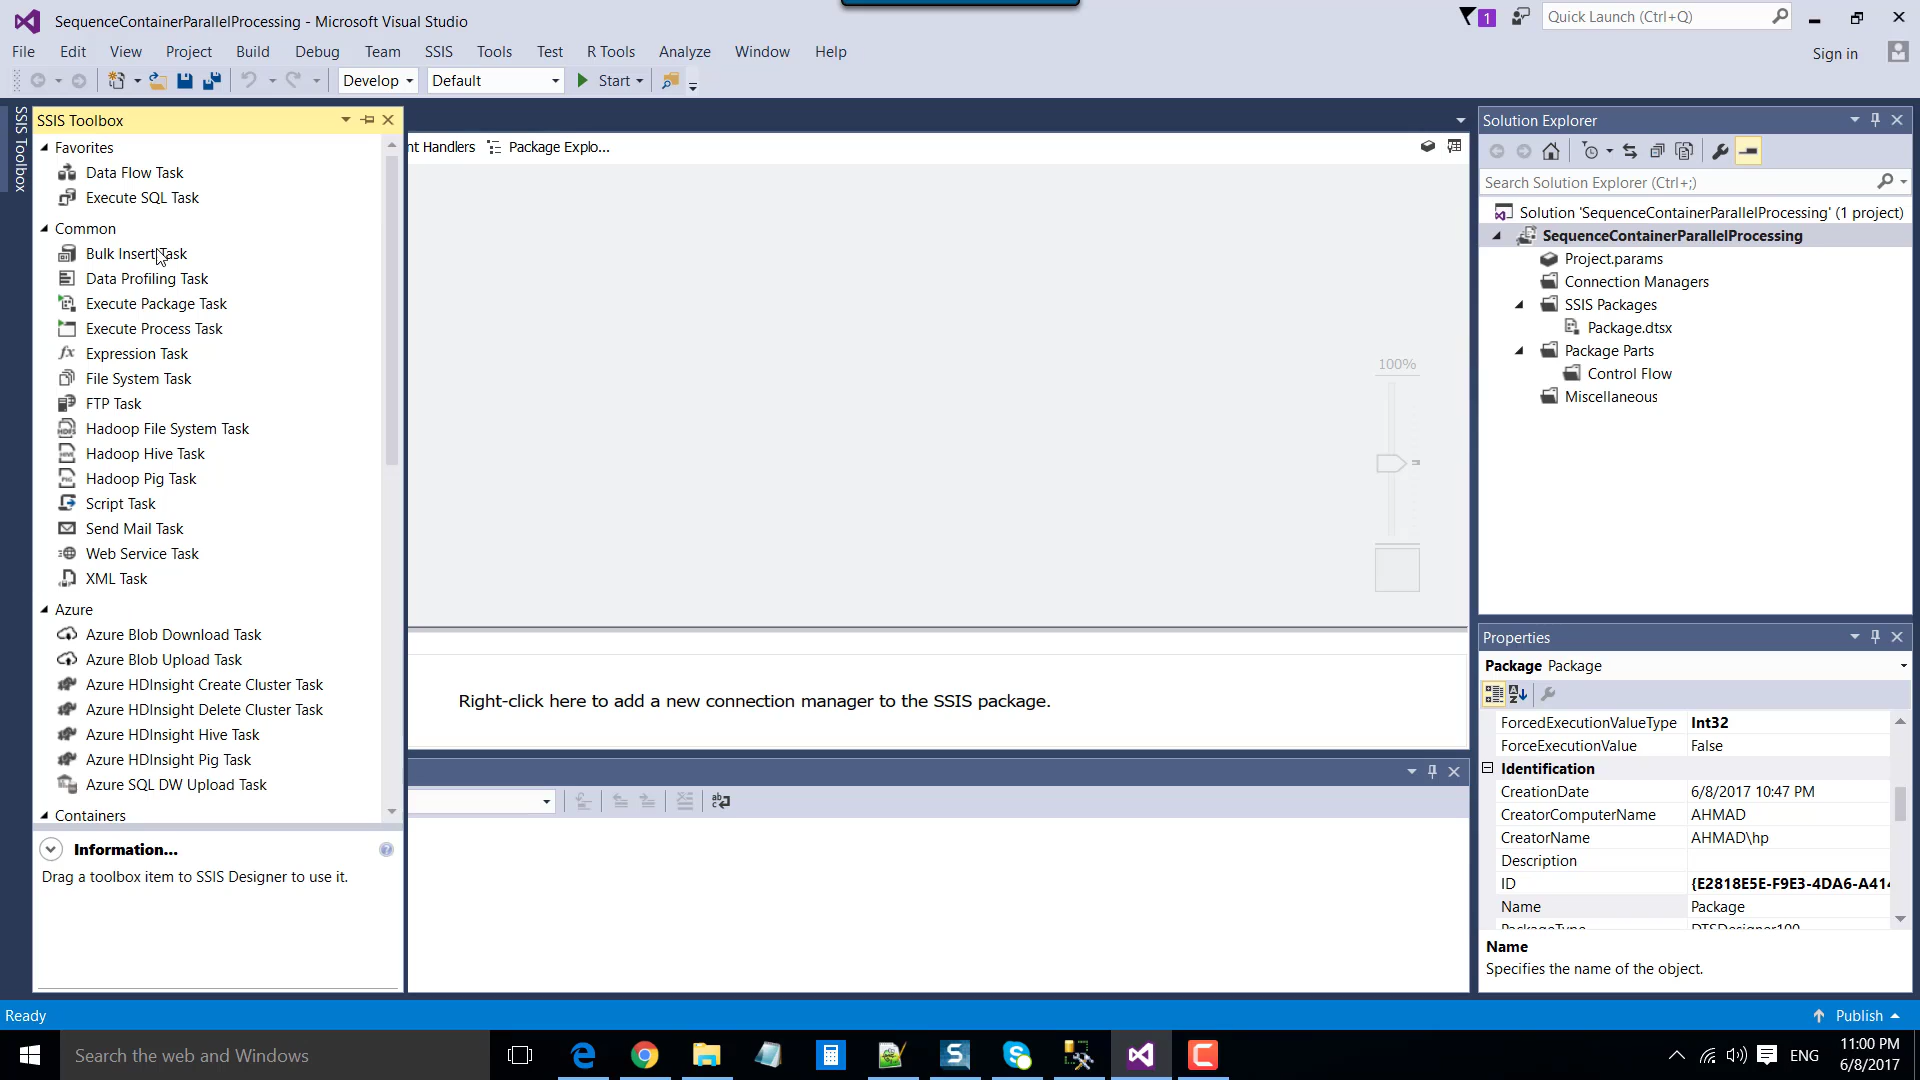 SequenceContainerParallelProcessing - Microsoft Visual Studio
1
Quick Launch (Ctrl+Q)
File Edit View Project Build Debug Team SSIS Tools Test R Tools Analyze Window Help
Sign in
Develop Default Start
SSIS Toolbox
SSIS Toolbox
Favorites
Data Flow Task
Execute SQL Task
Common
Bulk Insert Task
Data Profiling Task
Execute Package Task
Execute Process Task
Expression Task
File System Task
FTP Task
Hadoop File System Task
Hadoop Hive Task
Hadoop Pig Task
Script Task
Send Mail Task
Web Service Task
XML Task
Azure
Azure Blob Download Task
Azure Blob Upload Task
Azure HDInsight Create Cluster Task
Azure HDInsight Delete Cluster Task
Azure HDInsight Hive Task
Azure HDInsight Pig Task
Azure SQL DW Upload Task
Containers
Information...
Drag a toolbox item to SSIS Designer to use it.
nt Handlers Package Explo...
100%
Right-click here to add a new connection manager to the SSIS package.
Solution Explorer
Search Solution Explorer (Ctrl+;)
Solution 'SequenceContainerParallelProcessing' (1 project)
SequenceContainerParallelProcessing
Project.params
Connection Managers
SSIS Packages
Package.dtsx
Package Parts
Control Flow
Miscellaneous
Properties
Package Package
ForcedExecutionValueType Int32
ForceExecutionValue False
Identification
CreationDate 6/8/2017 10:47 PM
CreatorComputerName AHMAD
CreatorName AHMAD\hp
Description
ID {E2818E5E-F9E3-4DA6-A414
Name Package
PackageType DTSDesigner100
Name
Specifies the name of the object.
Ready
Publish
Search the web and Windows
ENG
11:00 PM
6/8/2017